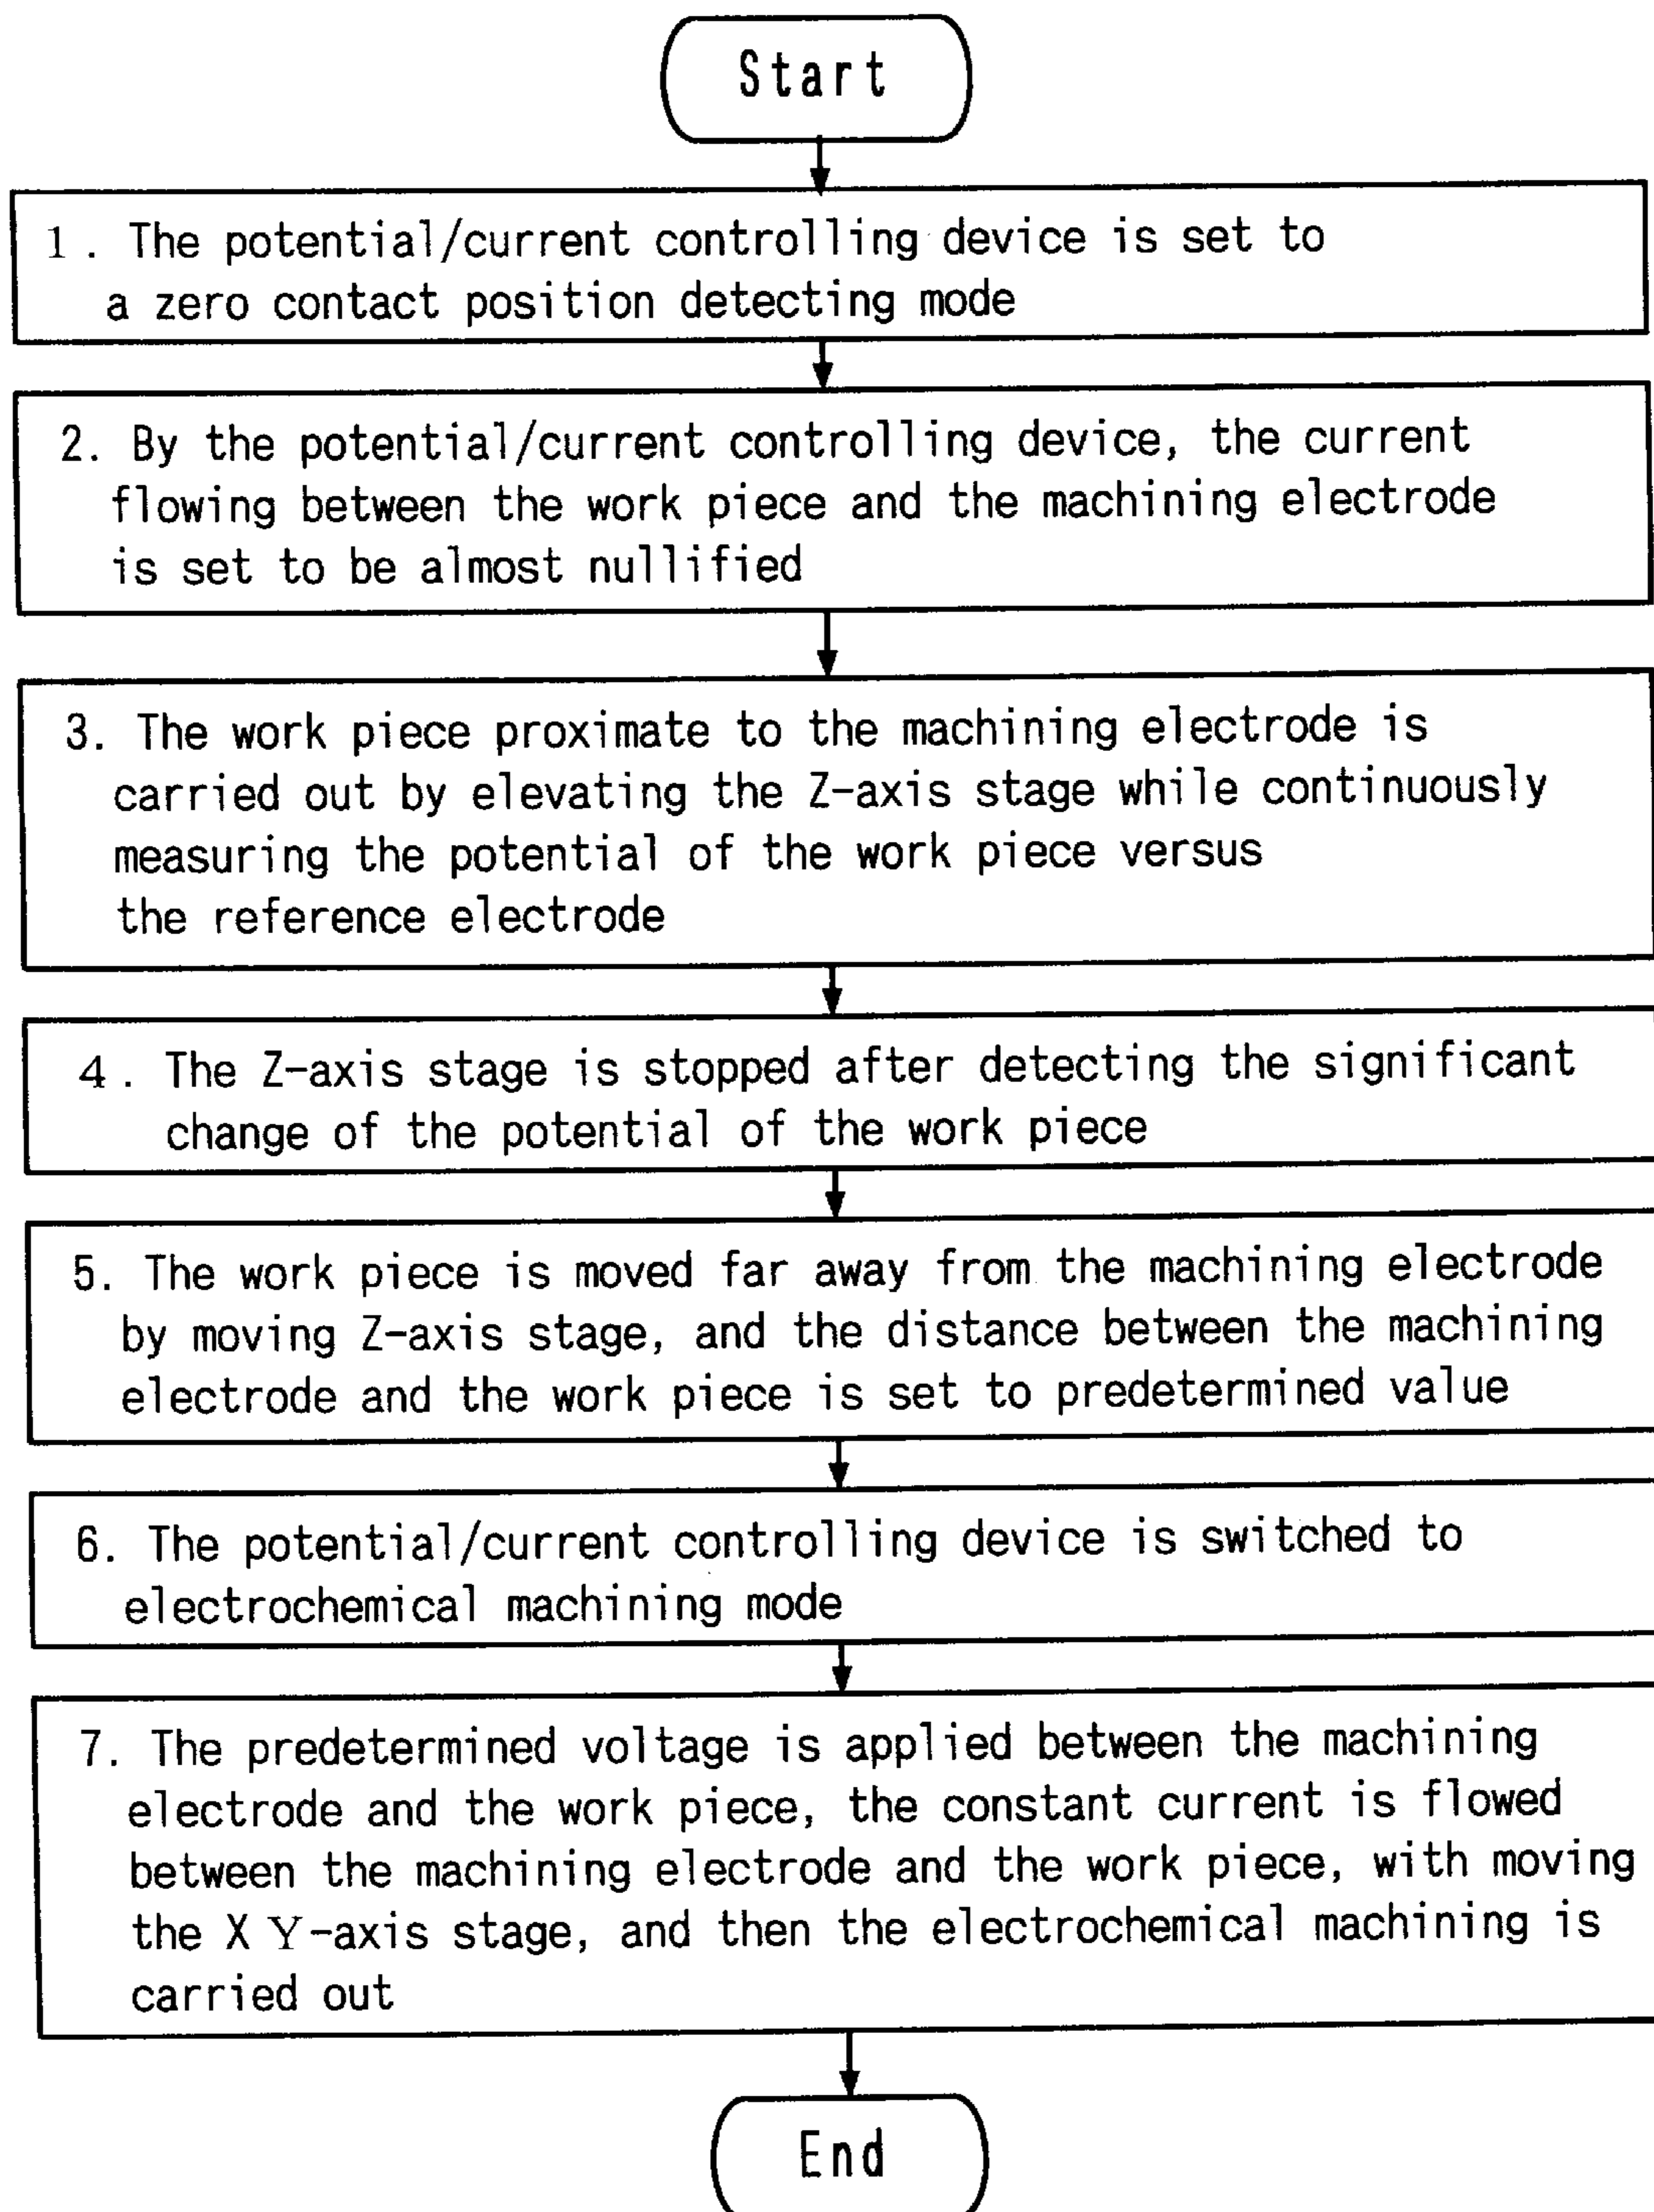 Start
1. The potential/current controlling device is set to
a zero contact position detecting mode
2. By the potential/current controlling device, the current
flowing between the work piece and the machining electrode
is set to be almost nullified
3. The work piece proximate to the machining electrode is
carried out by elevating the Z-axis stage while continuously
measuring the potential of the work piece versus
the reference electrode
4. The Z-axis stage is stopped after detecting the significant
change of the potential of the work piece
5. The work piece is moved far away from the machining electrode
by moving Z-axis stage, and the distance between the machining
electrode and the work piece is set to predetermined value
6. The potential/current controlling device is switched to
electrochemical machining mode
7. The predetermined voltage is applied between the machining
electrode and the work piece, the constant current is flowed
between the machining electrode and the work piece, with moving
the X Y-axis stage, and then the electrochemical machining is
carried out
End